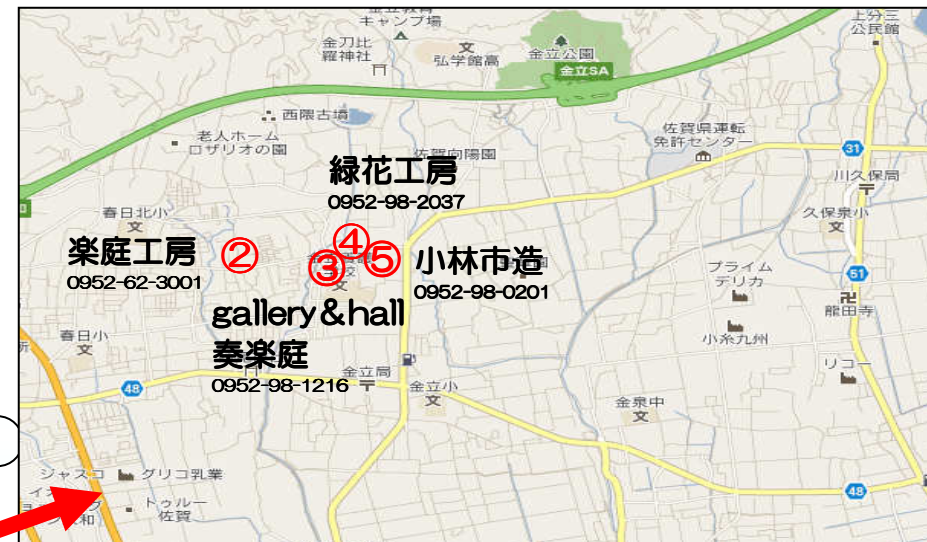 キャンプ場
上分三
公民館
金刀比
羅神社
文
弘学館高
金立公園
金立SA
西隈古墳
老人ホーム
ロザリオの園
佐賀向陽園
佐賀県運転
免許センター
31
川久保局
緑花工房
0952-98-2037
春日北小
文
久保泉小
文
楽庭工房
0952-62-3001
②
④
③
⑤
文
小林市造
0952-98-0201
プライム
デリカ
51
龍田寺
gallery&hall
奏楽庭
0952-98-1216
春日小
文
小糸九州
リコー
金立局
48
金立小
文
金泉中
文
ジャスコ
グリコ乳業
48
トゥルー
佐賀